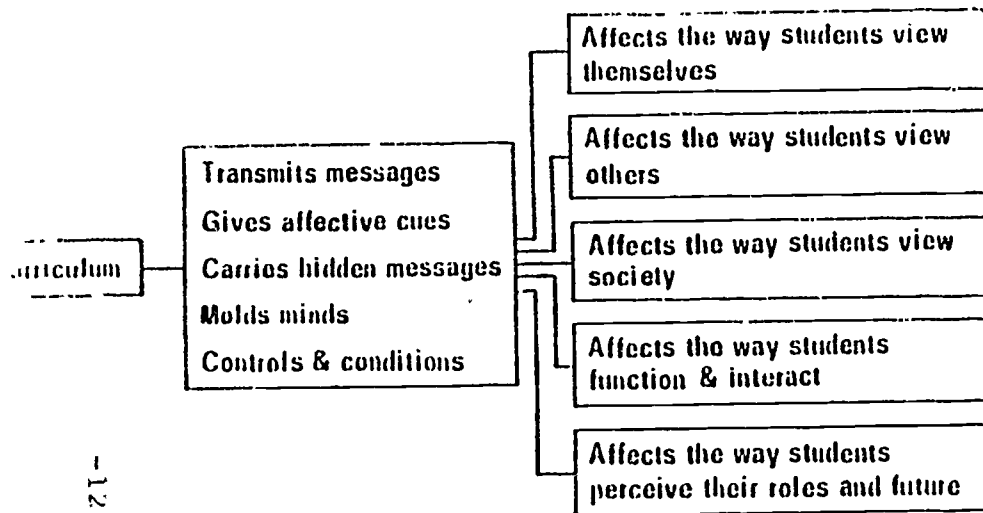 urriculum
Transmits messages
Gives affective cues
Carries hidden messages
Molds minds
Controls & conditions
Affects the way students view
themselves
Affects the way students view
others
Affects the way students view
society
Affects the way students
function & interact
Affects the way students
perceive their roles and future
-12